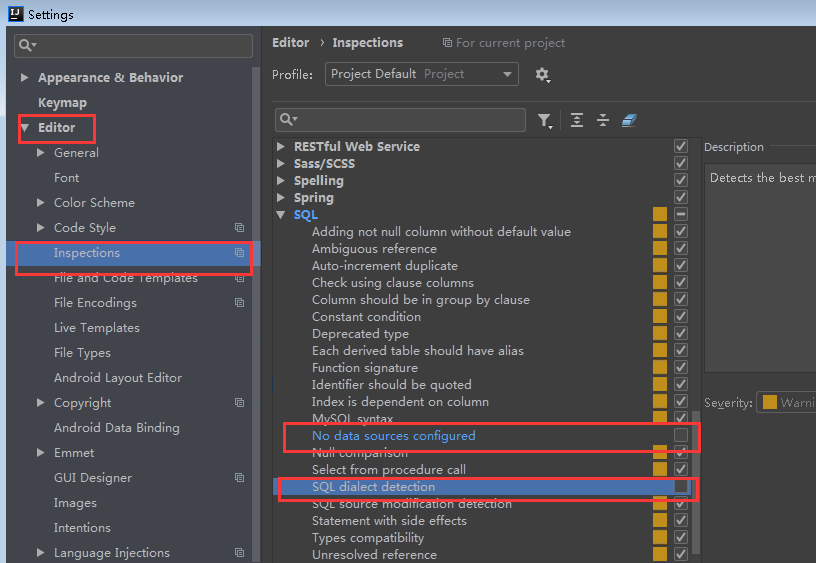 Settings
Appearance & Behavior
Keymap
Editor
General
Font
Color Scheme
Code Style
Inspections
File and Code Templates
File Encodings
Live Templates
File Types
Android Layout Editor
Copyright
Android Data Binding
Emmet
GUI Designer
Images
Intentions
Language Injections
Editor › Inspections
For current project
Profile:
Project Default Project
RESTful Web Service
Sass/SCSS
Spelling
Spring
SQL
Adding not null column without default value
Ambiguous reference
Auto-increment duplicate
Check using clause columns
Column should be in group by clause
Constant condition
Deprecated type
Each derived table should have alias
Function signature
Identifier should be quoted
Index is dependent on column
MySQL syntax
No data sources configured
Null comparison
Select from procedure call
SQL dialect detection
SQL source modification detection
Statement with side effects
Types compatibility
Unresolved reference
Description
Detects the best m
Severity:
Warni